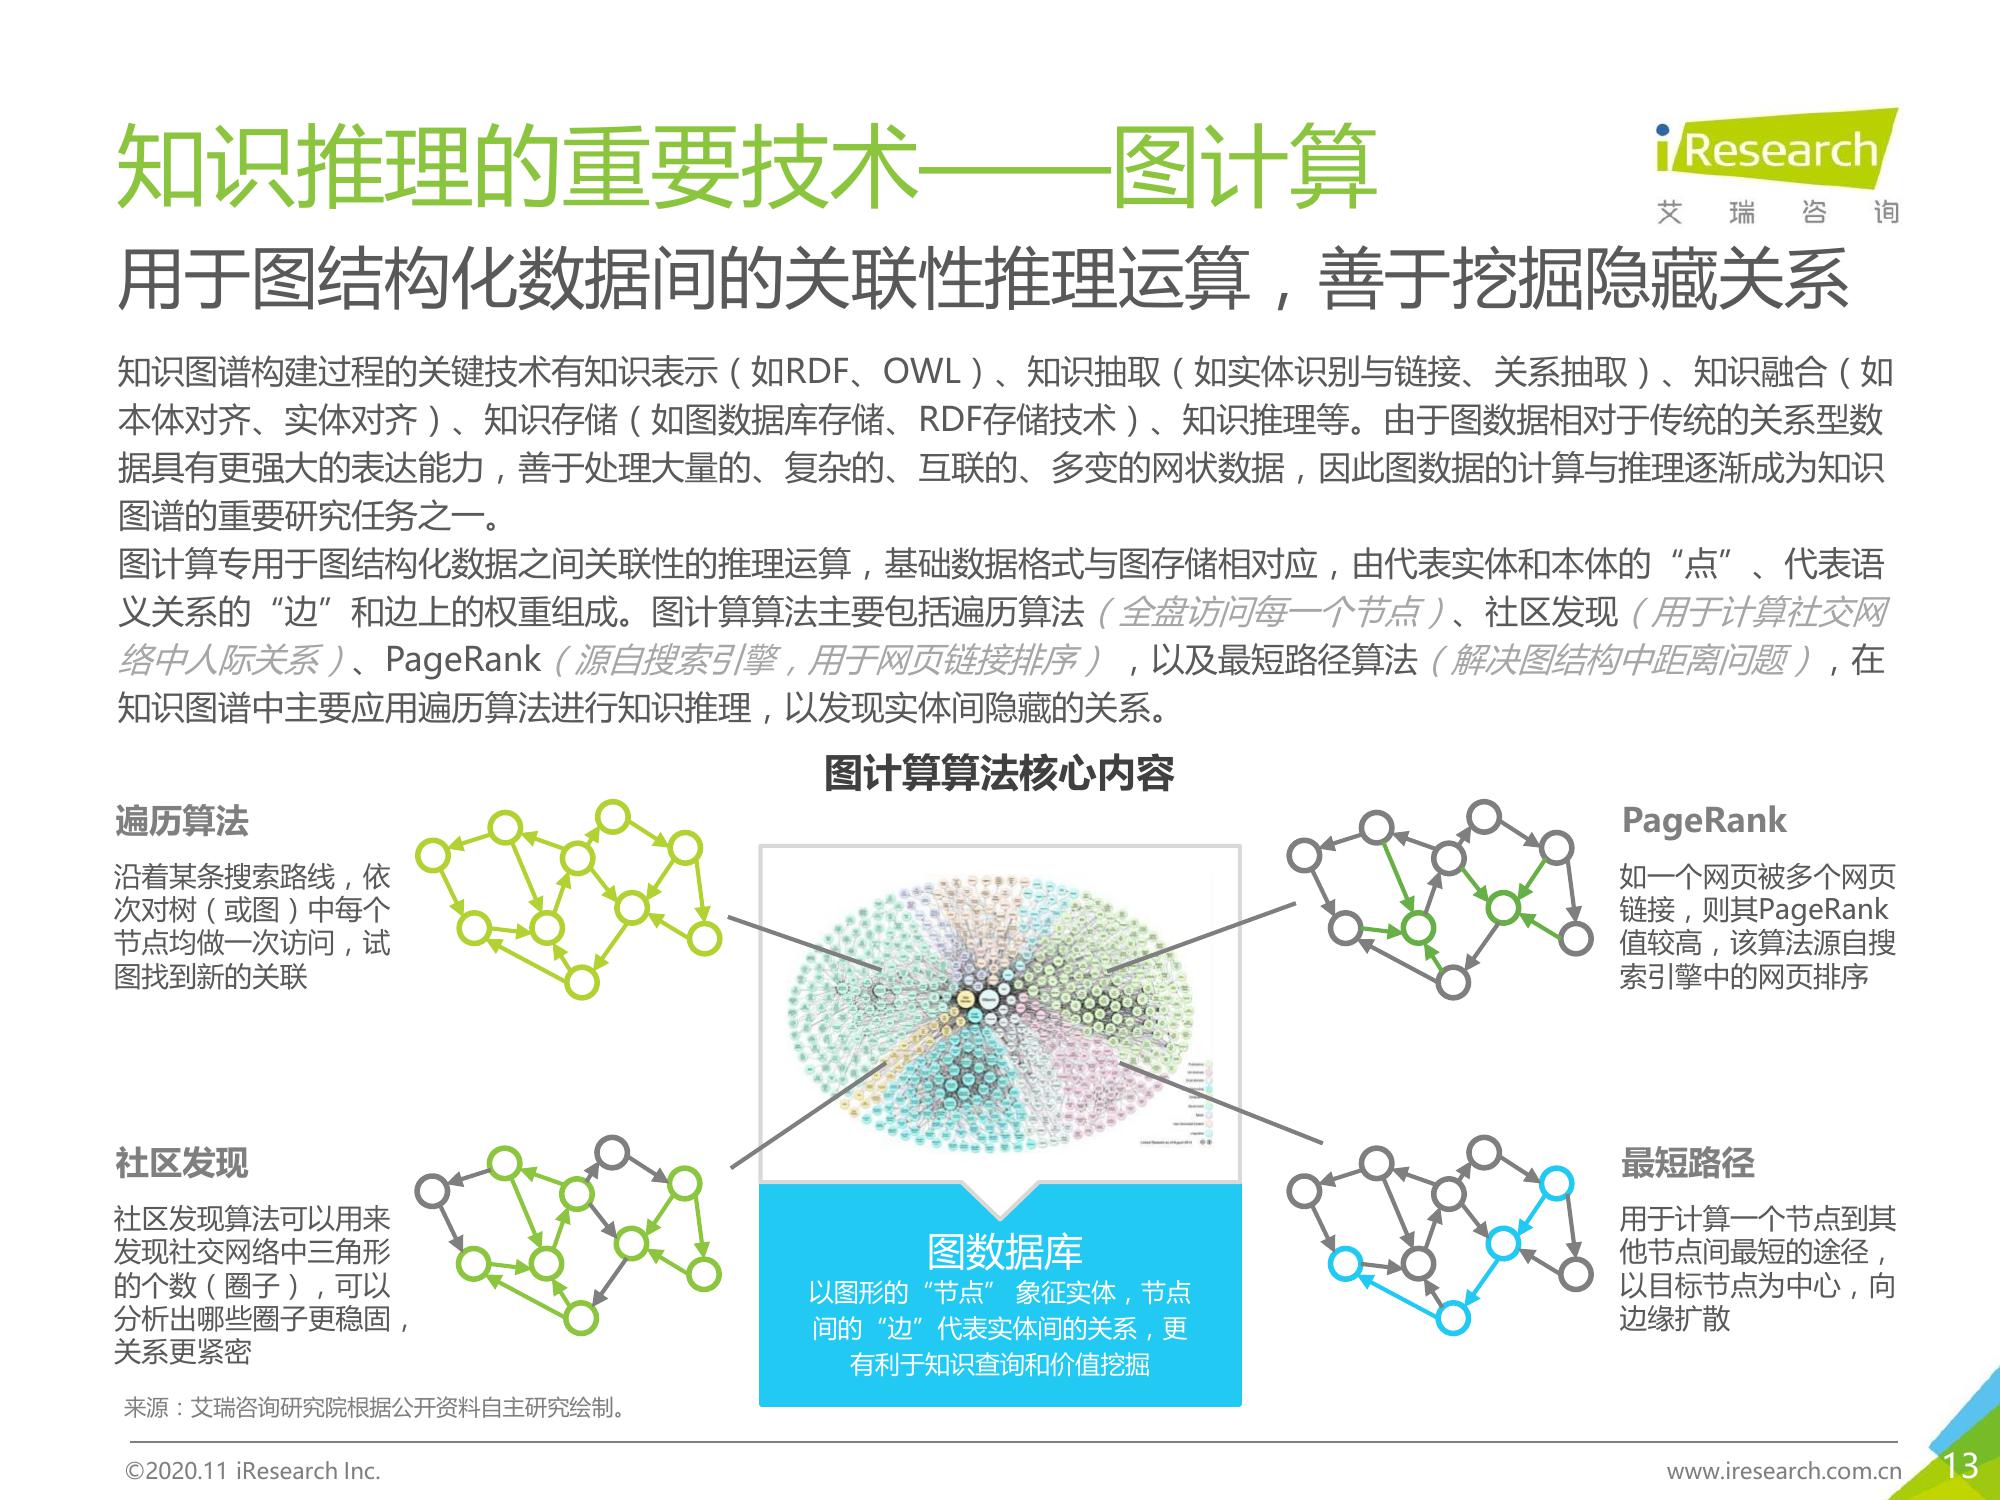 知识推理的重要技术——图计算
iResearch
艾瑞咨询
用于图结构化数据间的关联性推理运算，善于挖掘隐藏关系
知识图谱构建过程的关键技术有知识表示（如RDF、OWL）、知识抽取（如实体识别与链接、关系抽取）、知识融合（如
本体对齐、实体对齐）、知识存储（如图数据库存储、RDF存储技术）、知识推理等。由于图数据相对于传统的关系型数
据具有更强大的表达能力，善于处理大量的、复杂的、互联的、多变的网状数据，因此图数据的计算与推理逐渐成为知识
图谱的重要研究任务之一。
图计算专用于图结构化数据之间关联性的推理运算，基础数据格式与图存储相对应，由代表实体和本体的“点”、代表语
义关系的“边”和边上的权重组成。图计算算法主要包括遍历算法（全盘访问每一个节点）、社区发现（用于计算社交网
络中人际关系）、PageRank（源自搜索引擎，用于网页链接排序），以及最短路径算法（解决图结构中距离问题），在
知识图谱中主要应用遍历算法进行知识推理，以发现实体间隐藏的关系。
图计算算法核心内容
遍历算法
沿着某条搜索路线，依
次对树（或图）中每个
节点均做一次访问，试
图找到新的关联
PageRank
如一个网页被多个网页
链接，则其PageRank
值较高，该算法源自搜
索引擎中的网页排序
社区发现
社区发现算法可以用来
发现社交网络中三角形
的个数（圈子），可以
分析出哪些圈子更稳固，
关系更紧密
图数据库
以图形的“节点” 象征实体，节点
间的“边”代表实体间的关系，更
有利于知识查询和价值挖掘
最短路径
用于计算一个节点到其
他节点间最短的途径，
以目标节点为中心，向
边缘扩散
来源：艾瑞咨询研究院根据公开资料自主研究绘制。
©2020.11 iResearch Inc.
www.iresearch.com.cn
13